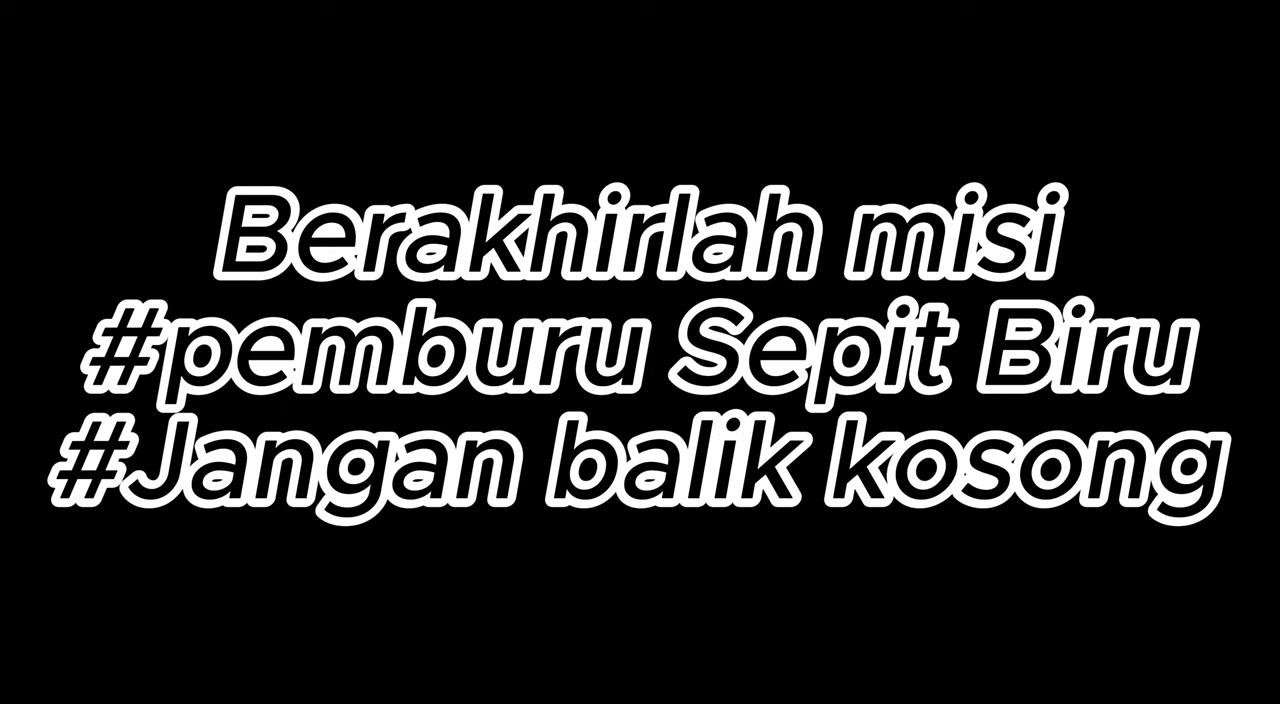 Berakhirlah misi
#pemburu Sepit Biru
#Jangan balik kosong